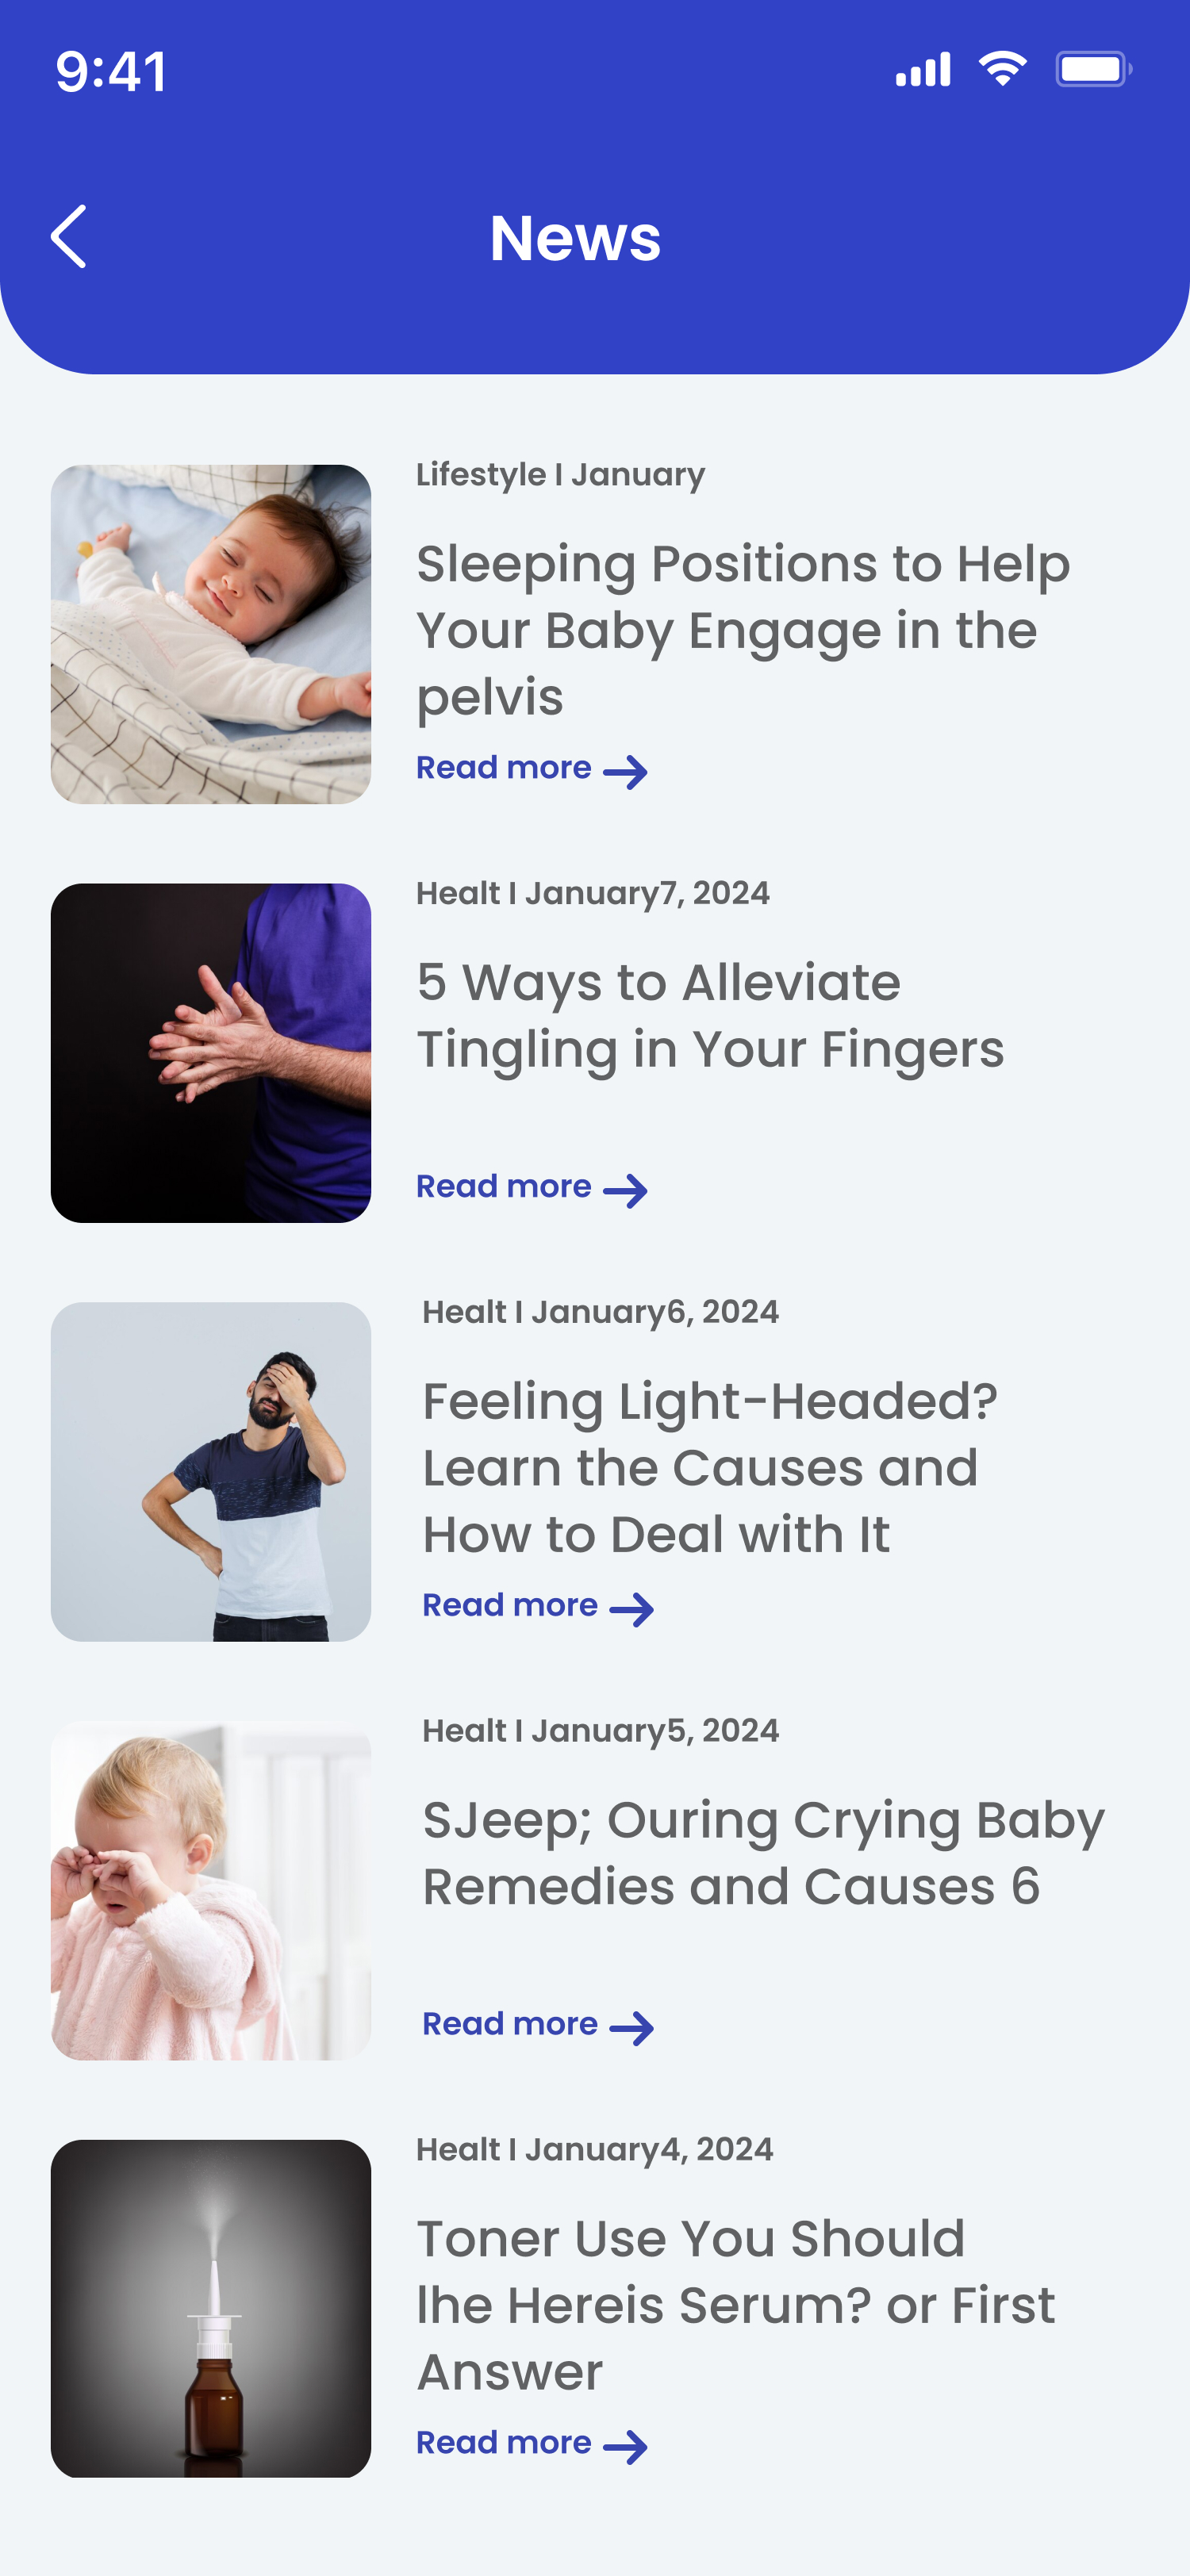 9:41
News
Lifestyle I January
Sleeping Positions to Help
Your Baby Engage in the
pelvis
Read more
Healt I January7, 2024
5 Ways to Alleviate
Tingling in Your Fingers
Read more
Healt I January6, 2024
Feeling Light-Headed?
Learn the Causes and
How to Deal with It
Read more
Healt I January5, 2024
SJeep; Ouring Crying Baby
Remedies and Causes 6
Read more
Healt I January4, 2024
Toner Use You Should
lhe Hereis Serum? or First
Answer
Read more